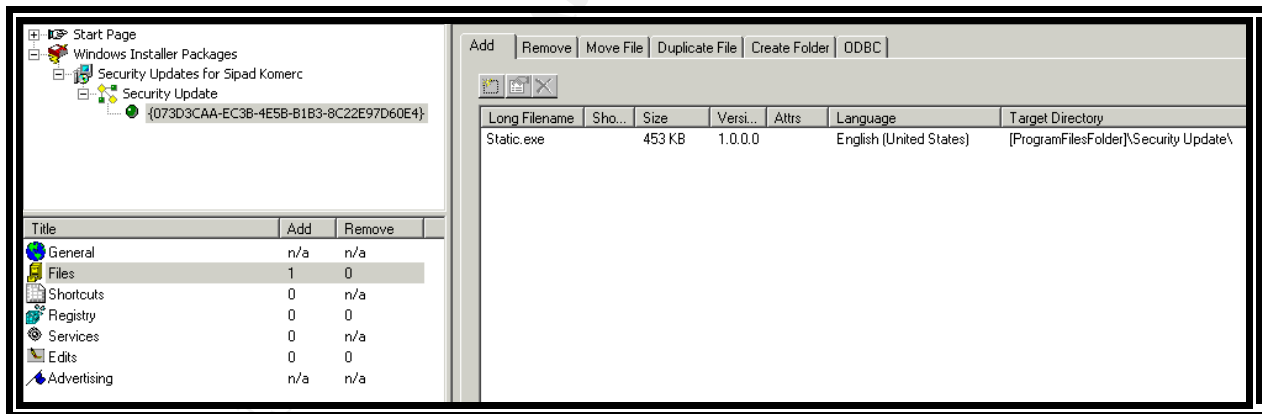 Start Page
Windows Installer Packages
Security Updates for Sipad Komerc
Security Update
{073D3CAA-EC3B-4E5B-B1B3-8C22E97D60E4}
Title Add Remove
General n/a n/a
Files 1 0
Shortcuts 0 n/a
Registry 0 0
Services 0 n/a
Edits 0 0
Advertising n/a n/a
Add Remove Move File Duplicate File Create Folder ODBC
Long Filename Sho... Size Versi... Attrs Language Target Directory
Static.exe 453 KB 1.0.0.0 English (United States) [ProgramFilesFolder]\Security Update\